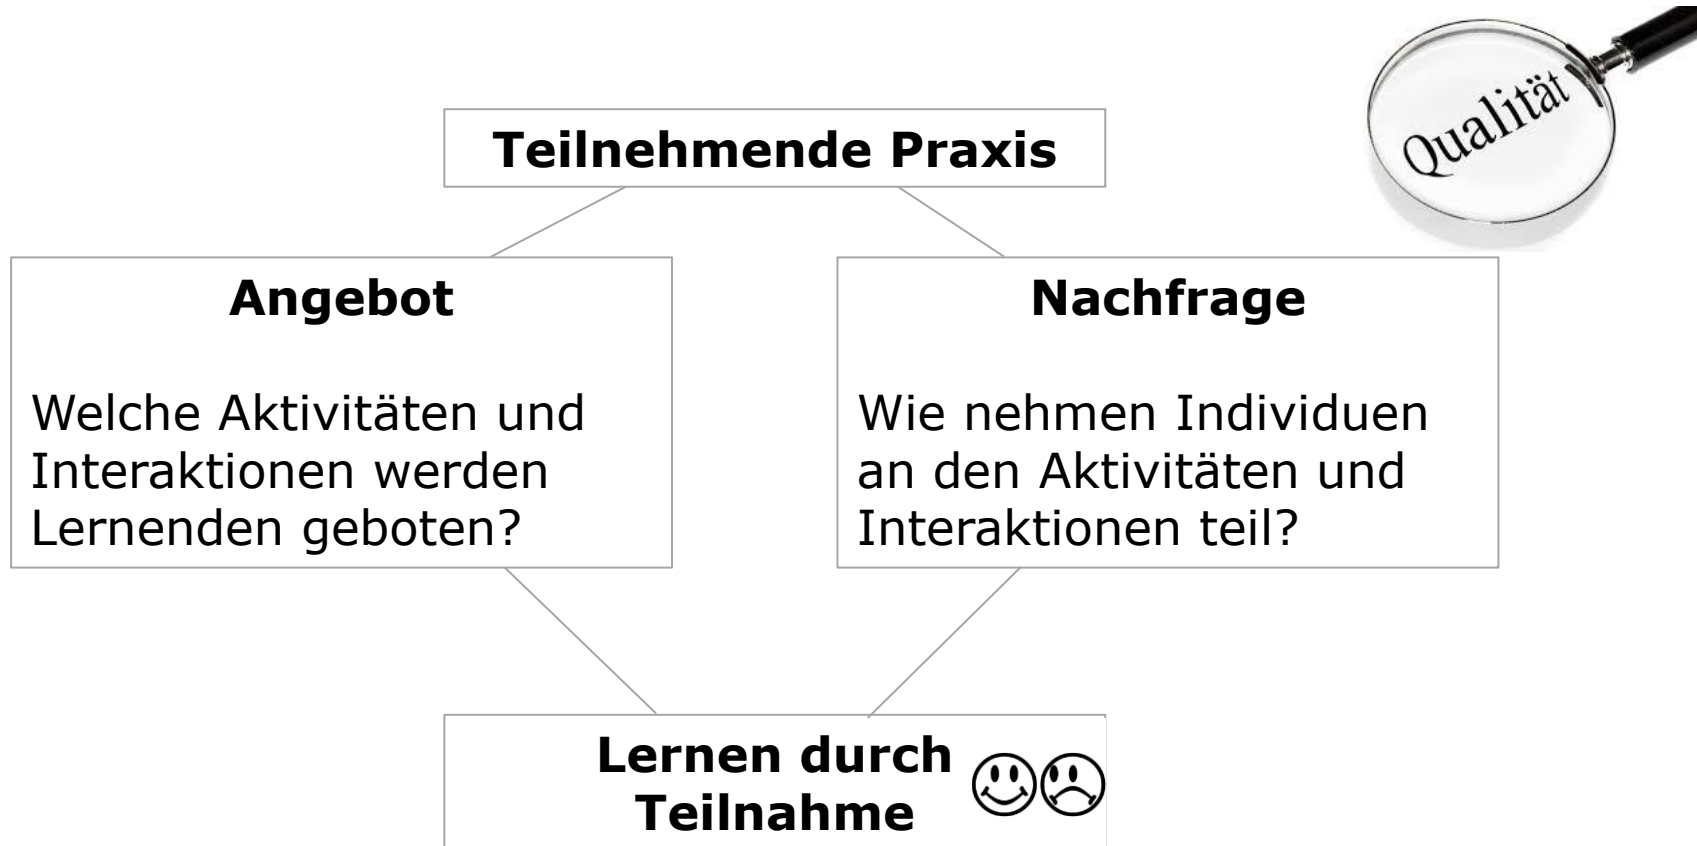 Qualität
Teilnehmende Praxis
Angebot
Welche Aktivitäten und
Interaktionen werden
Lernenden geboten?
Nachfrage
Wie nehmen Individuen
an den Aktivitäten und
Interaktionen teil?
Lernen durch
Teilnahme